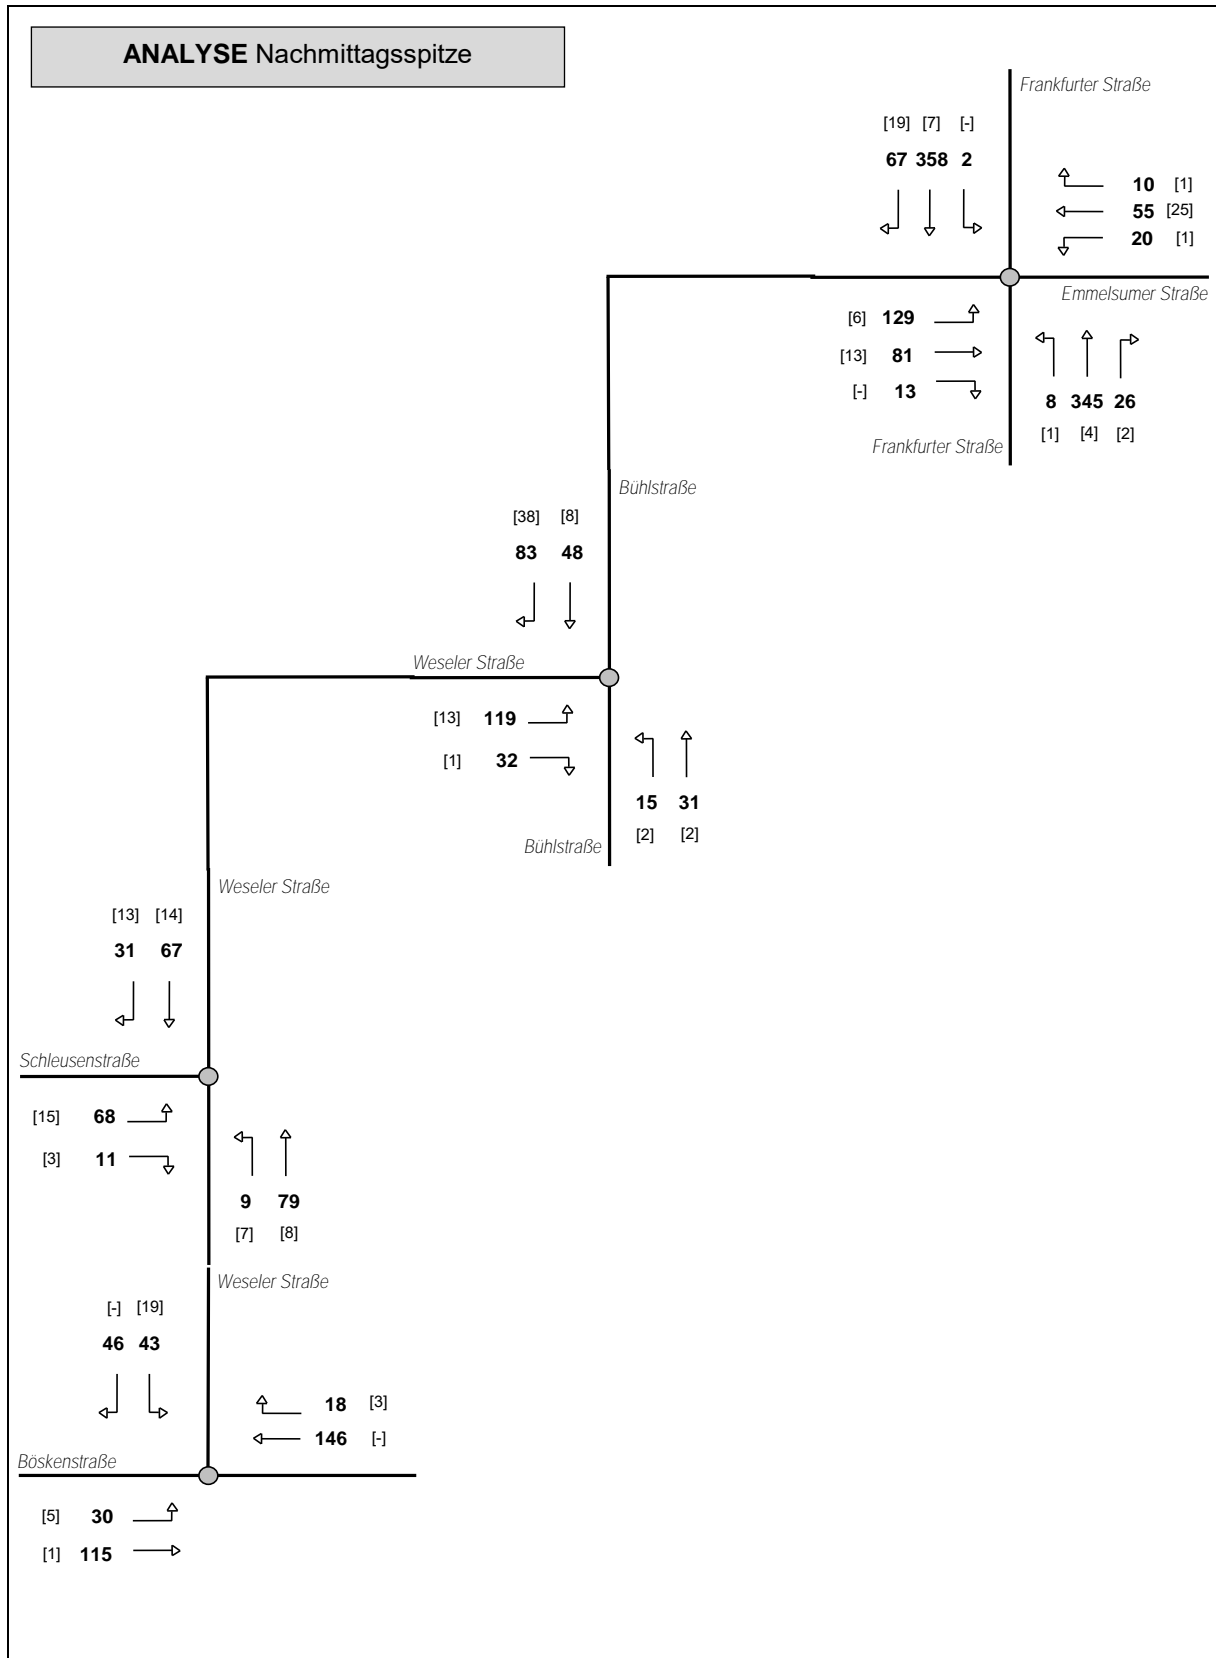 ANALYSE Nachmittagsspitze
Frankfurter Straße
[19] [7] [-]
67 358 2
10 [1]
55 [25]
20 [1]
Emmelsumer Straße
[6] 129
[13] 81
[-] 13
8 345 26
[1] [4] [2]
Frankfurter Straße
Bühlstraße
[38] [8]
83 48
Weseler Straße
[13] 119
[1] 32
15 31
[2] [2]
Bühlstraße
Weseler Straße
[13] [14]
31 67
Schleusenstraße
[15] 68
[3] 11
9 79
[7] [8]
Weseler Straße
[-] [19]
46 43
18 [3]
146 [-]
Böskenstraße
[5] 30
[1] 115